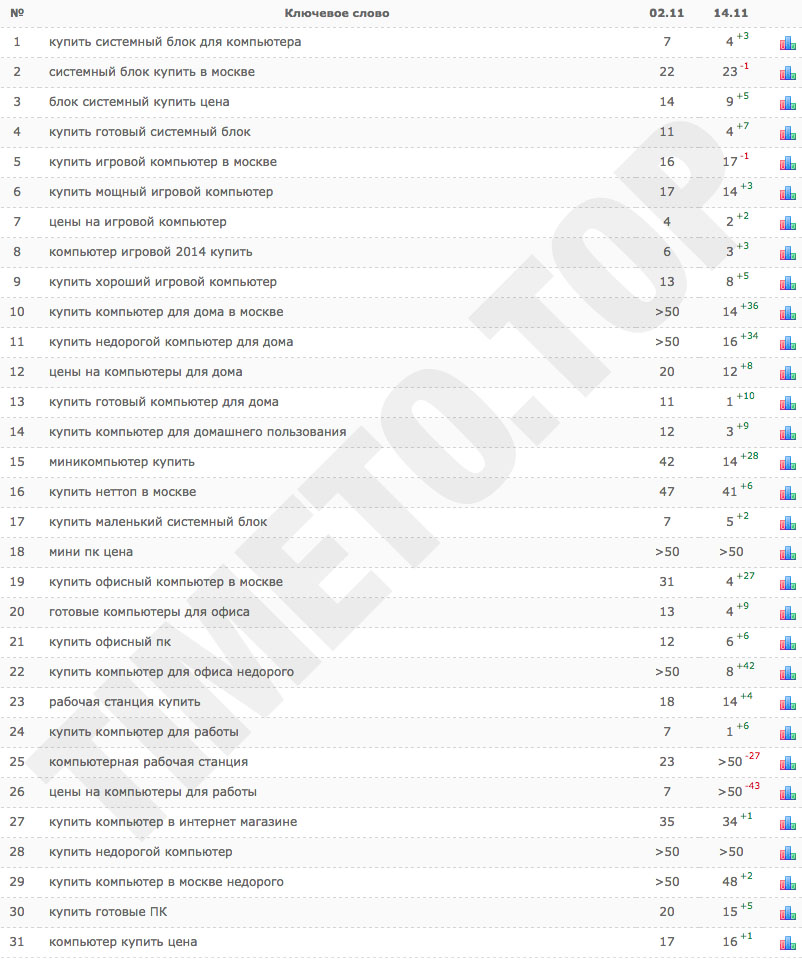 № Ключевое слово 02.11 14.11
1 купить системный блок для компьютера 7 4 +3
2 системный блок купить в москве 22 23 -1
3 блок системный купить цена 14 9 +5
4 купить готовый системный блок 11 4 +7
5 купить игровой компьютер в москве 16 17 -1
6 купить мощный игровой компьютер 17 14 +3
7 цены на игровой компьютер 4 2 +2
8 компьютер игровой 2014 купить 6 3 +3
9 купить хороший игровой компьютер 13 8 +5
10 купить компьютер для дома в москве >50 14 +36
11 купить недорогой компьютер для дома >50 16 +34
12 цены на компьютеры для дома 20 12 +8
13 купить готовый компьютер для дома 11 1 +10
14 купить компьютер для домашнего пользования 12 3 +9
15 миникомпьютер купить 42 14 +28
16 купить неттоп в москве 47 41 +6
17 купить маленький системный блок 7 5 +2
18 мини пк цена >50 >50
19 купить офисный компьютер в москве 31 4 +27
20 готовые компьютеры для офиса 13 4 +9
21 купить офисный пк 12 6 +6
22 купить компьютер для офиса недорого >50 8 +42
23 рабочая станция купить 18 14 +4
24 купить компьютер для работы 7 1 +6
25 компьютерная рабочая станция 23 >50 -27
26 цены на компьютеры для работы 7 >50 -43
27 купить компьютер в интернет магазине 35 34 +1
28 купить недорогой компьютер >50 >50
29 купить компьютер в москве недорого >50 48 +2
30 купить готовые ПК 20 15 +5
31 компьютер купить цена 17 16 +1
TIMETO.TOP